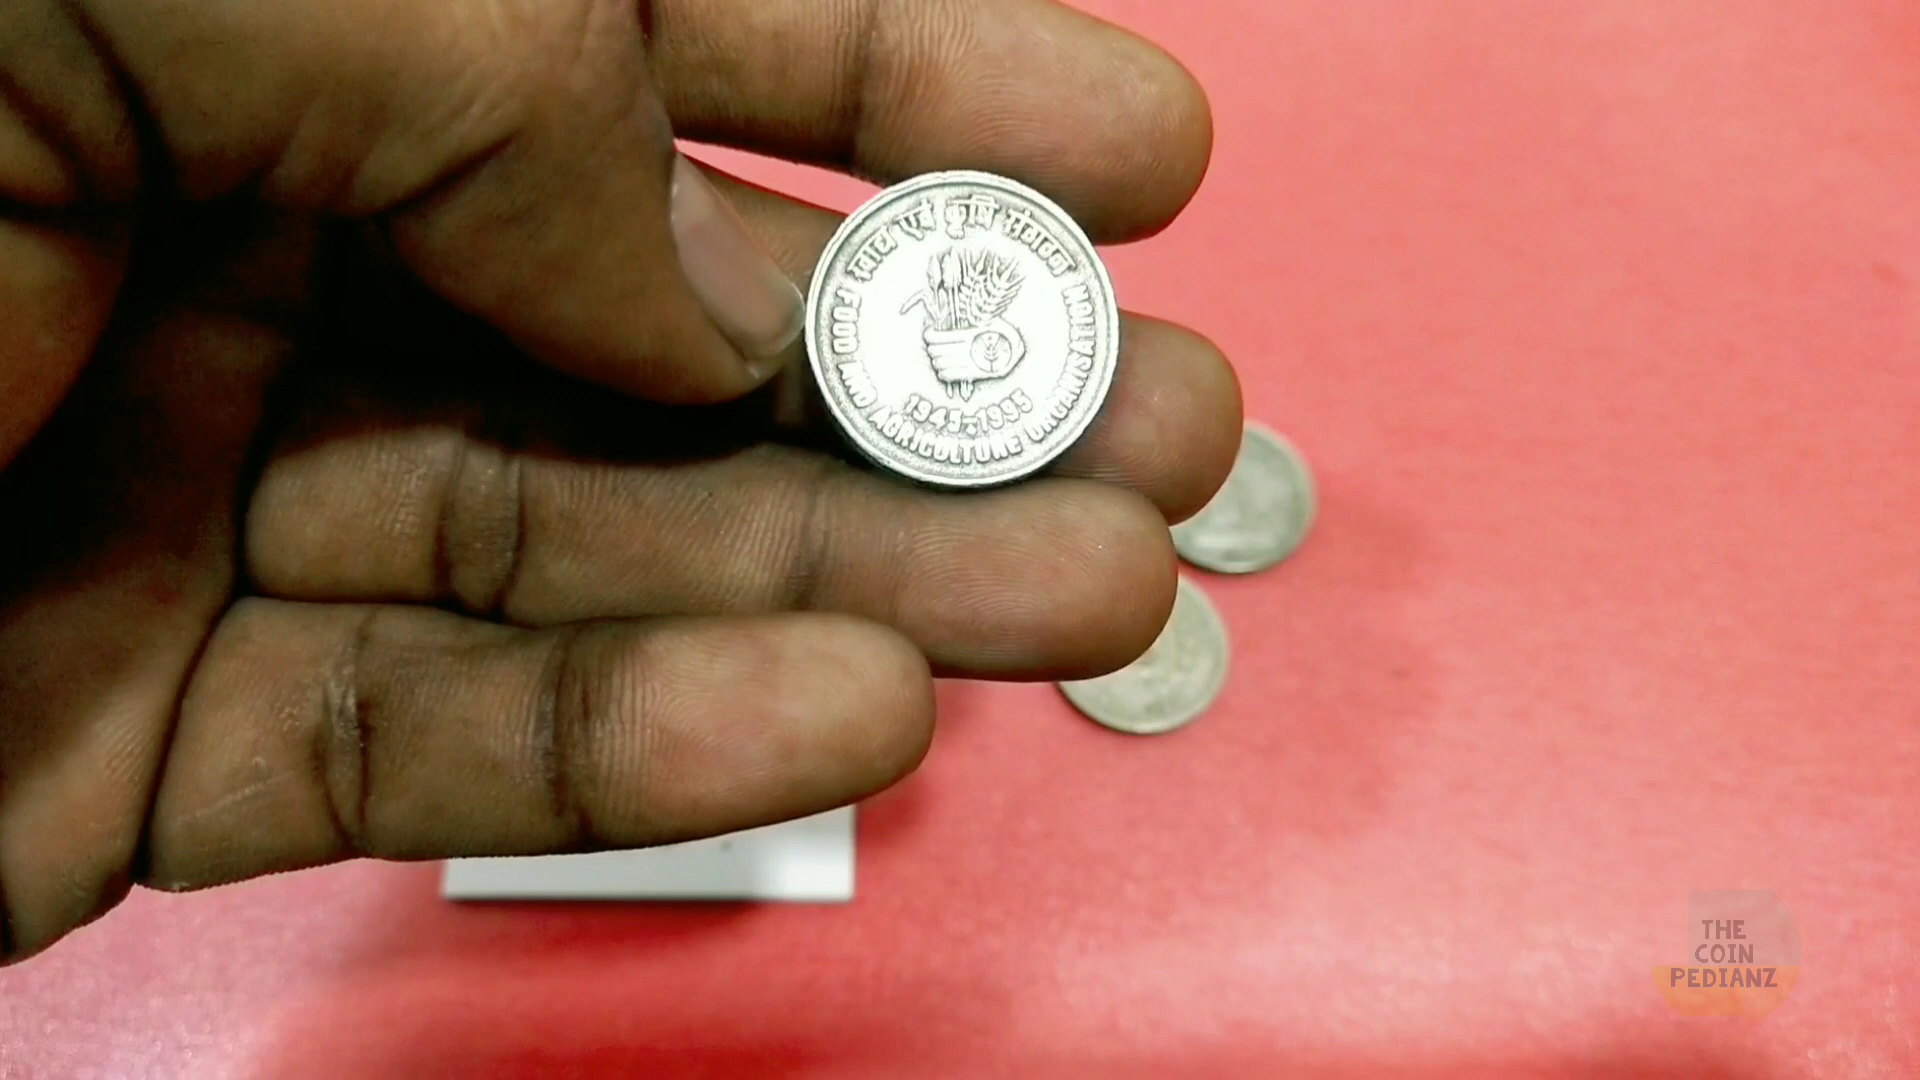 खाद्य एवं कृषि संगठन
FOOD AND AGRICULTURE ORGANISATION
1945-1995
THE
COIN
PEDIANZ